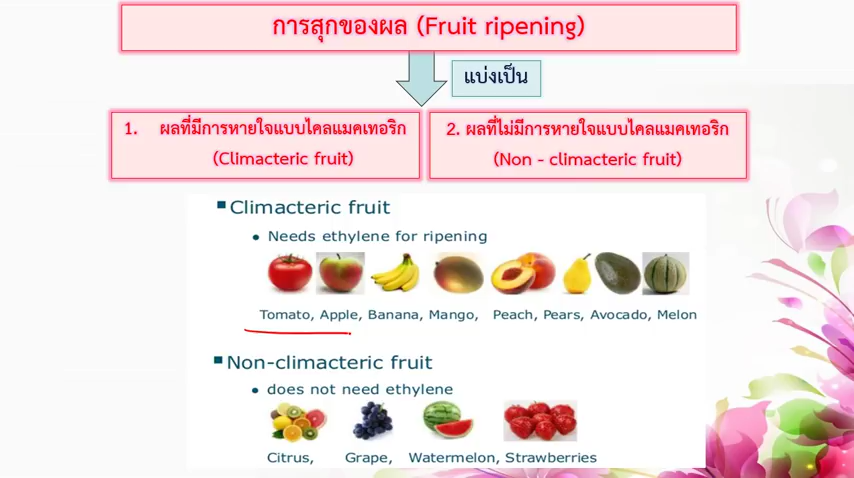 การสุกของผล (Fruit ripening)
แบ่งเป็น
1. ผลที่มีการหายใจแบบไคลแมคเทอริก
(Climacteric fruit)
2. ผลที่ไม่มีการหายใจแบบไคลแมคเทอริก
(Non - climacteric fruit)
▪ Climacteric fruit
• Needs ethylene for ripening
Tomato, Apple, Banana, Mango, Peach, Pears, Avocado, Melon
▪ Non-climacteric fruit
• does not need ethylene
Citrus, Grape, Watermelon, Strawberries